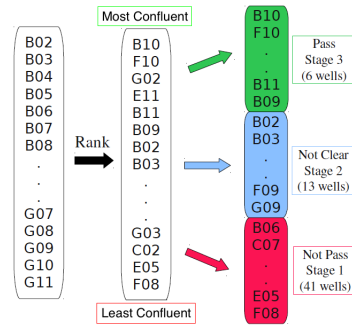 B02
B03
B04
B05
B06
B07
B08
.
.
.
G07
G08
G09
G10
G11
Rank
Most Confluent
B10
F10
G02
E11
B11
B09
B02
B03
.
.
.
G03
C02
E05
F08
Least Confluent
B10
F10
.
.
B11
B09
B02
B03
.
.
F09
G09
B06
C07
.
.
E05
F08
Pass
Stage 3
(6 wells)
Not Clear
Stage 2
(13 wells)
Not Pass
Stage 1
(41 wells)